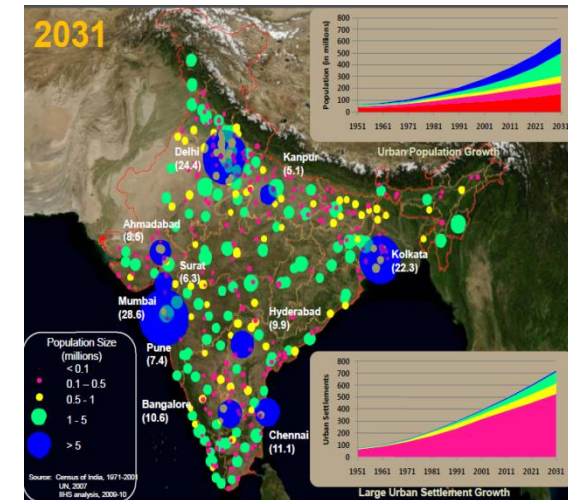 2031
Delhi
(24.4)
Kanpur
(5.1)
Ahmadabad
(8.6)
Surat
(6.3)
Mumbai
(28.6)
Pune
(7.4)
Hyderabad
(9.9)
Kolkata
(22.3)
Bangalore
(10.6)
Chennai
(11.1)
Population (in millions)
800
700
600
500
400
300
200
100
0
1951 1961 1971 1981 1991 2001 2011 2021 2031
Urban Population Growth
Population Size
(millions)
< 0.1
0.1 – 0.5
0.5 - 1
1 - 5
> 5
Source: Census of India, 1971-2001
UN, 2007
IIHS analysis, 2009-10
Urban Settlements
800
700
600
500
400
300
200
100
0
1951 1961 1971 1981 1991 2001 2011 2021 2031
Large Urban Settlement Growth